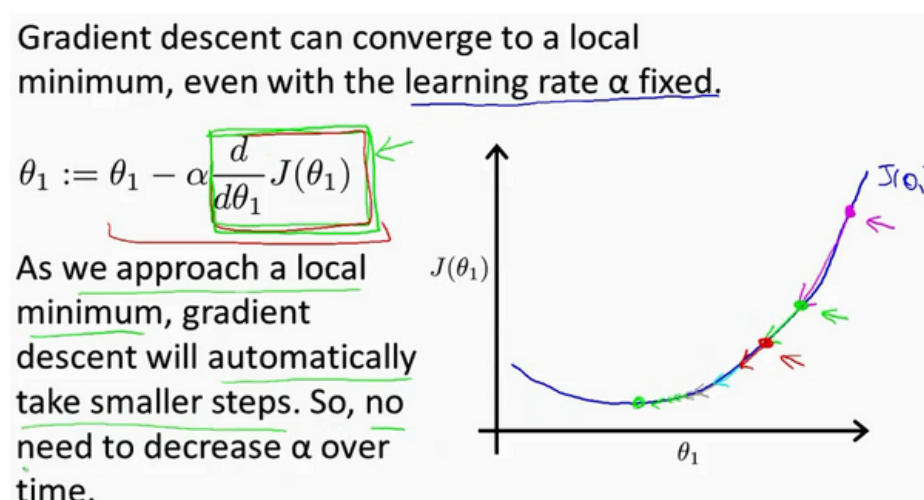 Gradient descent can converge to a local
minimum, even with the learning rate α fixed.
θ₁ := θ₁ − α d/dθ₁ J(θ₁)
As we approach a local
minimum, gradient
descent will automatically
take smaller steps. So, no
need to decrease α over
time.
J(θ₁)
θ₁